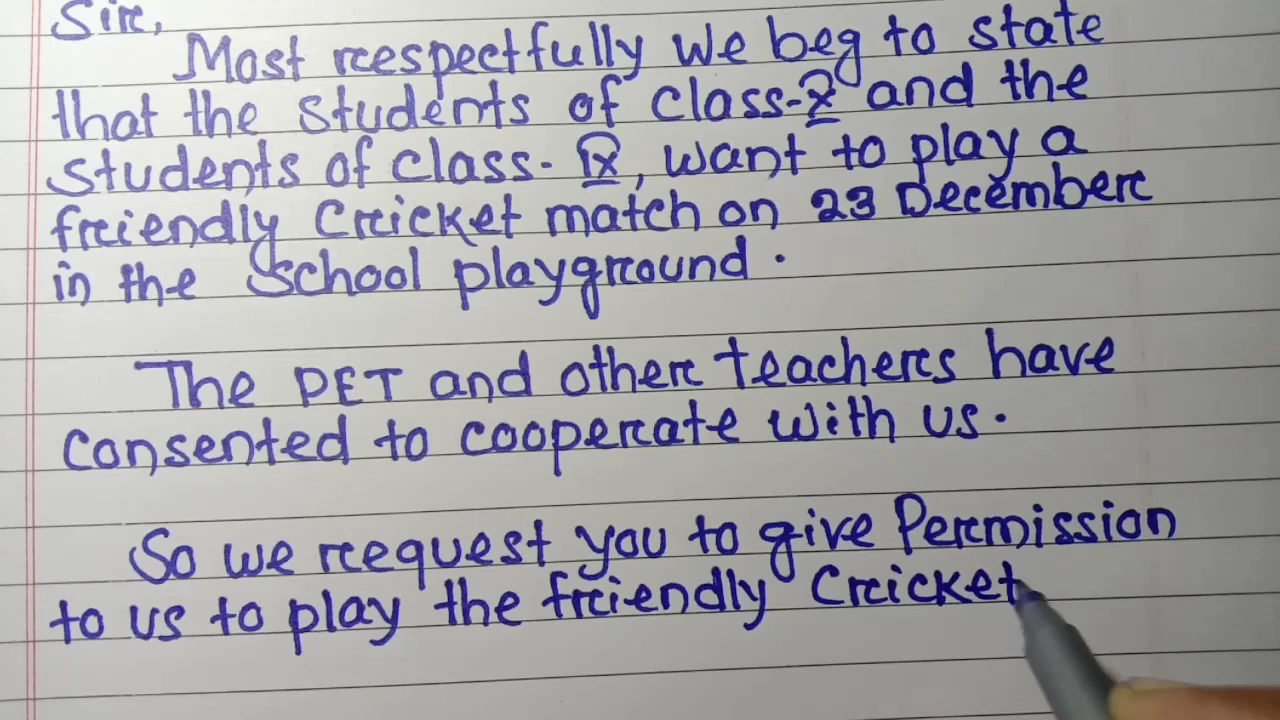 Sir,
Most respectfully we beg to state
that the students of class-X and the
students of class-IX, want to play a
friendly Cricket match on 23 December
in the School playground.
The PET and other teachers have
consented to cooperate with us.
So we request you to give Permission
to us to play the friendly Cricket